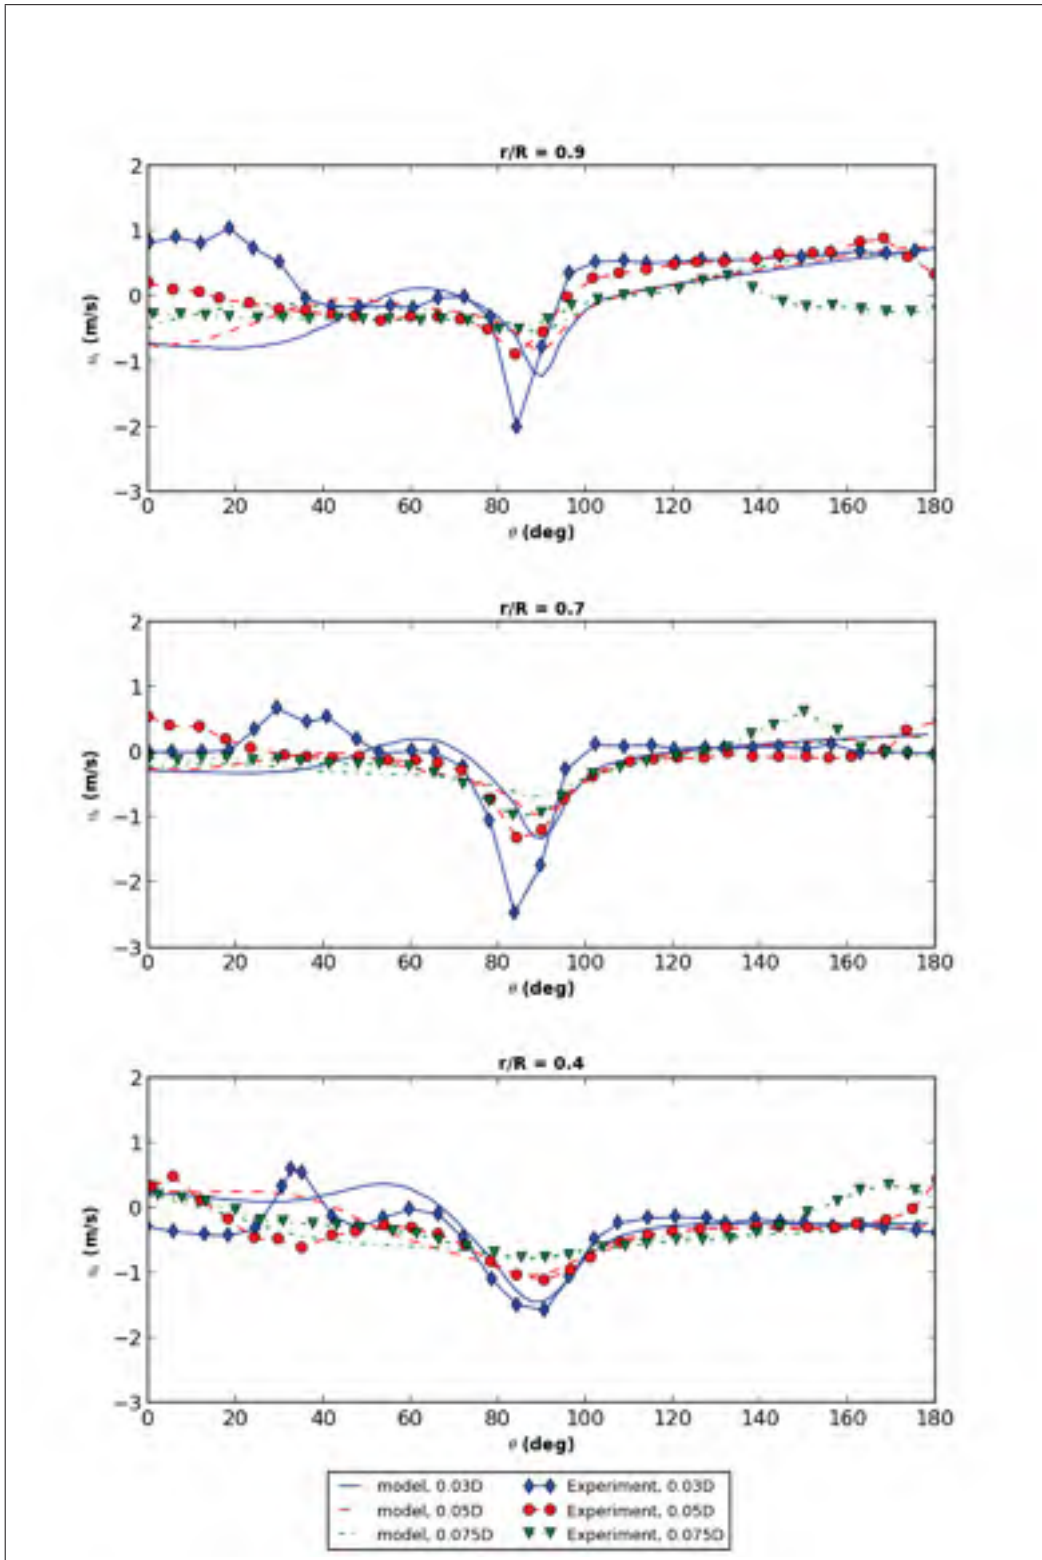 r/R = 0.9
2
1
0
−1
−2
−3
(m/s)
0 20 40 60 80 100 120 140 160 180
(deg)
r/R = 0.7
2
1
0
−1
−2
−3
(m/s)
0 20 40 60 80 100 120 140 160 180
(deg)
r/R = 0.4
2
1
0
−1
−2
−3
(m/s)
0 20 40 60 80 100 120 140 160 180
(deg)
model, 0.03D
model, 0.05D
model, 0.075D
Experiment, 0.03D
Experiment, 0.05D
Experiment, 0.075D